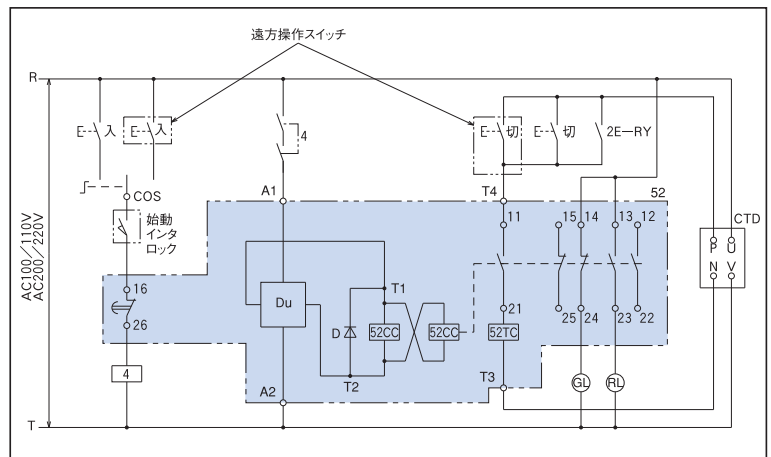 遠方操作スイッチ
R
E 入
E 入
4
E 切
E 切
2E-RY
COS
A1
T4
52
始動
インタ
ロック
AC100/110V
AC200/220V
11
15
14
13
12
CTD
P U
N V
16
26
Du
T1
D
52CC
52CC
21
25
24
23
22
52TC
4
T2
T3
A2
GL
RL
T